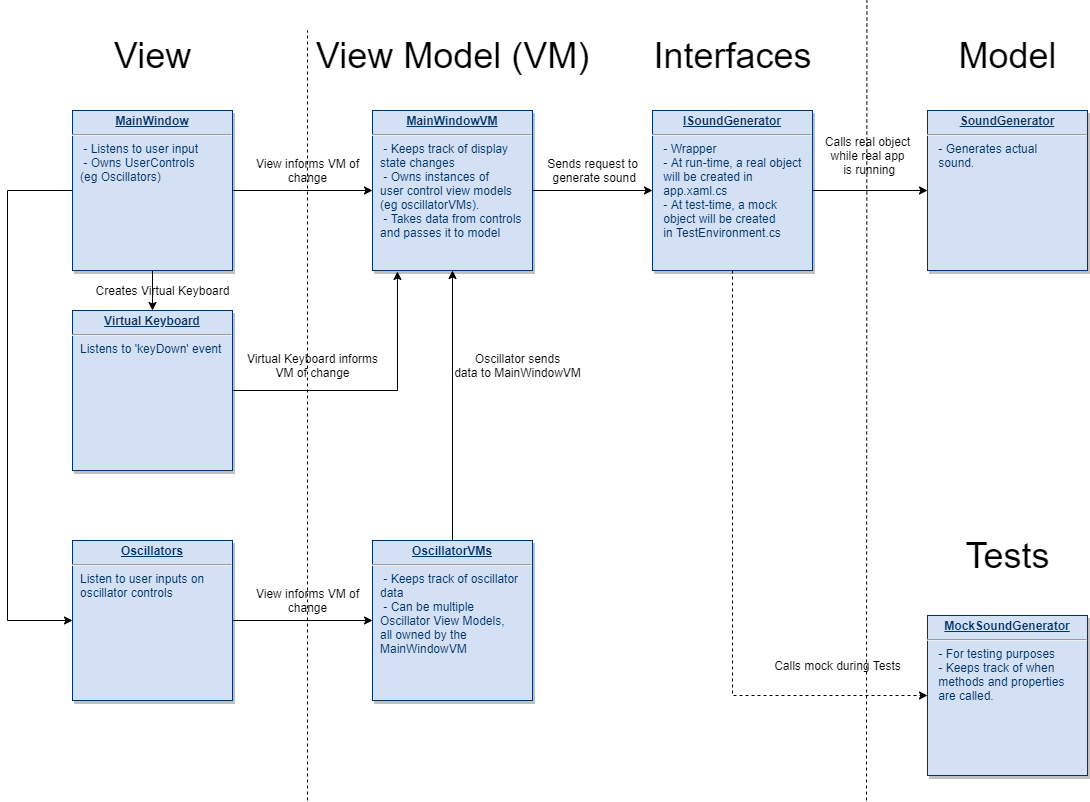 View
View Model (VM)
Interfaces
Model
MainWindow
- Listens to user input
- Owns UserControls
(eg Oscillators)
View informs VM of
change
MainWindowVM
- Keeps track of display
state changes
- Owns instances of
user control view models
(eg oscillatorVMs).
- Takes data from controls
and passes it to model
Sends request to
generate sound
ISoundGenerator
- Wrapper
- At run-time, a real object
will be created in
app.xaml.cs
- At test-time, a mock
object will be created
in TestEnvironment.cs
Calls real object
while real app
is running
SoundGenerator
- Generates actual
sound.
Creates Virtual Keyboard
Virtual Keyboard
Listens to 'keyDown' event
Virtual Keyboard informs
VM of change
Oscillator sends
data to MainWindowVM
Oscillators
Listen to user inputs on
oscillator controls
View informs VM of
change
OscillatorVMs
- Keeps track of oscillator
data
- Can be multiple
Oscillator View Models,
all owned by the
MainWindowVM
Tests
Calls mock during Tests
MockSoundGenerator
- For testing purposes
- Keeps track of when
methods and properties
are called.